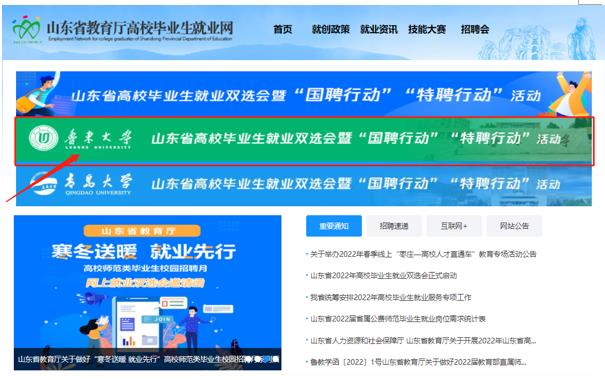 山东省教育厅高校毕业生就业网
Employment Network for college graduates of Shandong Provincial Department of Education
首页 就创政策 就业资讯 技能大赛 招聘会
山东省高校毕业生就业双选会暨“国聘行动”“特聘行动”活动
鲁东大学 山东省高校毕业生就业双选会暨“国聘行动”“特聘行动”活动
LUDONG UNIVERSITY
青岛大学 山东省高校毕业生就业双选会暨“国聘行动”“特聘行动”活动
QINGDAO UNIVERSITY
山东省教育厅
寒冬送暖 就业先行
高校师范类毕业生校园招聘月
网上就业双选会邀请函
JOIN
山东省教育厅关于做好“寒冬送暖 就业先行”高校师范类毕业生校园招
重要通知 招聘速递 互联网+ 网站公告
· 关于举办2022年春季线上“枣庄—高校人才直通车”教育专场活动公告
· 山东省2022年高校毕业生就业双选会正式启动
· 我省统筹安排2022年高校毕业生就业服务专项工作
· 山东省2022届省属公费师范毕业生就业岗位需求统计表
· 山东省人力资源和社会保障厅 山东省教育厅关于开展2022年山东省高...
· 鲁教学函〔2022〕1号山东省教育厅关于做好2022届教育部直属师...